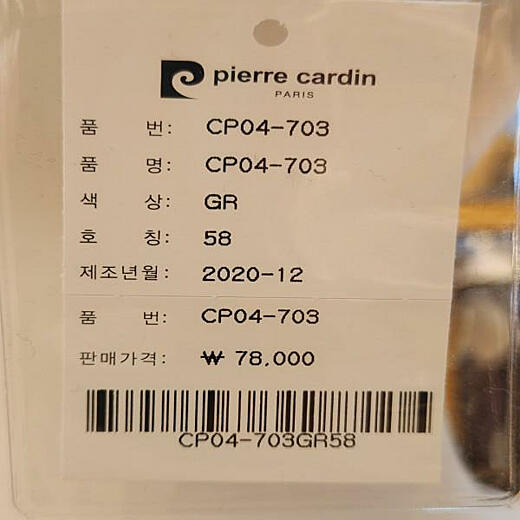 pierre cardin
PARIS
품 번: CP04-703
품 명: CP04-703
색 상: GR
호 칭: 58
제조년월: 2020-12
품 번: CP04-703
판매가격: ₩ 78,000
CP04-703GR58